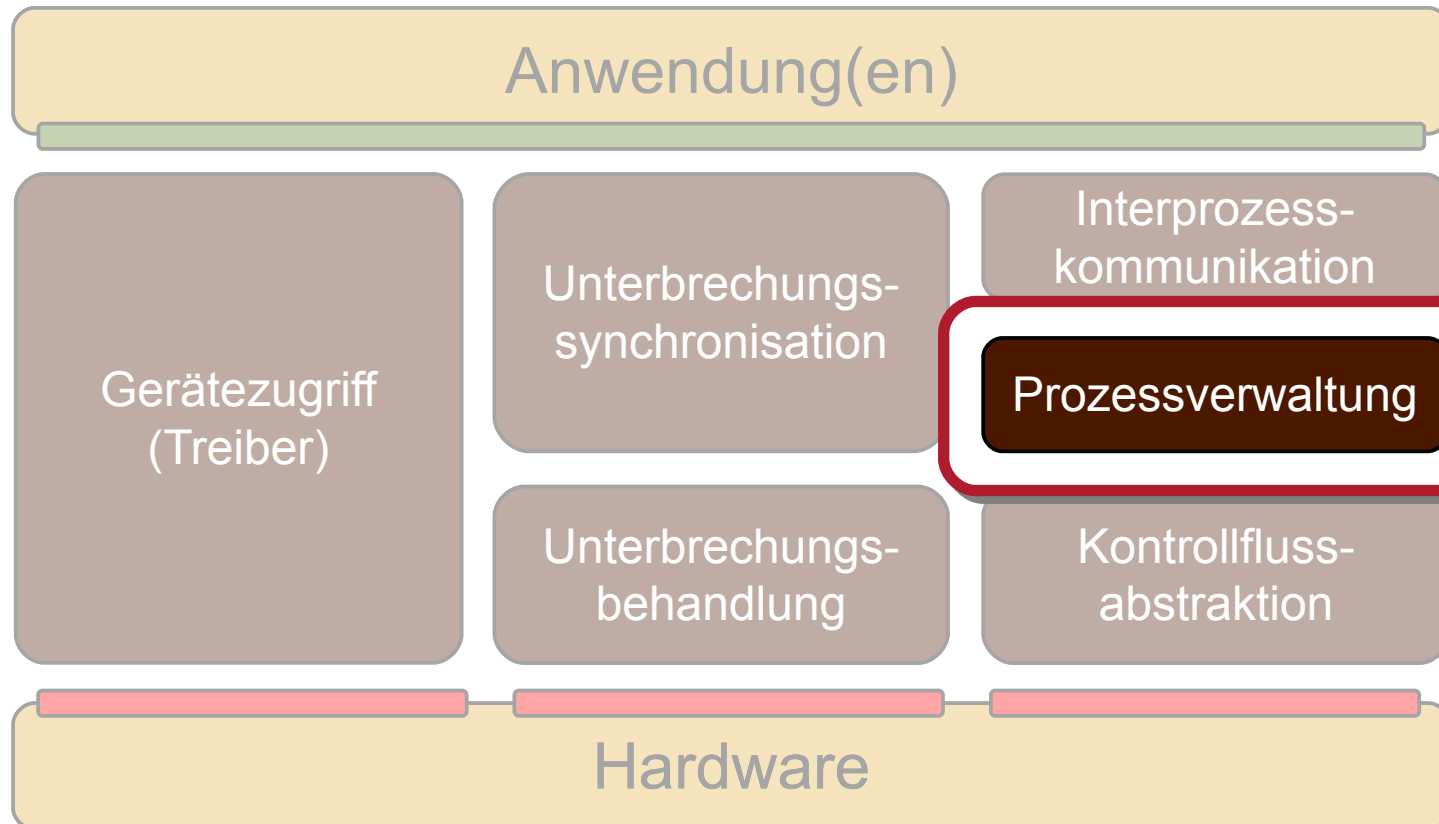 Anwendung(en)
Gerätezugriff
(Treiber)
Unterbrechungs-
synchronisation
Unterbrechungs-
behandlung
Interprozess-
kommunikation
Prozessverwaltung
Kontrollfluss-
abstraktion
Hardware